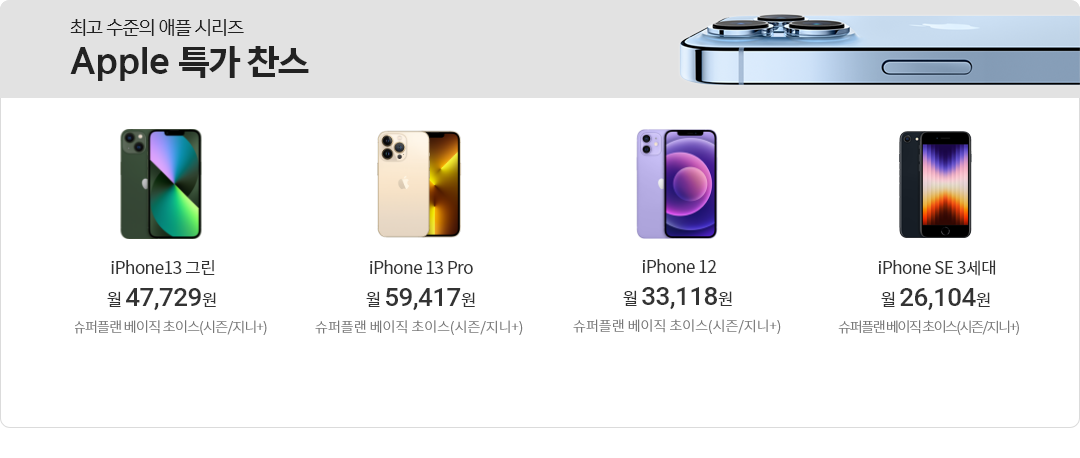 최고 수준의 애플 시리즈
Apple 특가 찬스
iPhone13 그린
월 47,729원
슈퍼플랜 베이직 초이스(시즌/지니+)
iPhone 13 Pro
월 59,417원
슈퍼플랜 베이직 초이스(시즌/지니+)
iPhone 12
월 33,118원
슈퍼플랜 베이직 초이스(시즌/지니+)
iPhone SE 3세대
월 26,104원
슈퍼플랜 베이직 초이스(시즌/지니+)